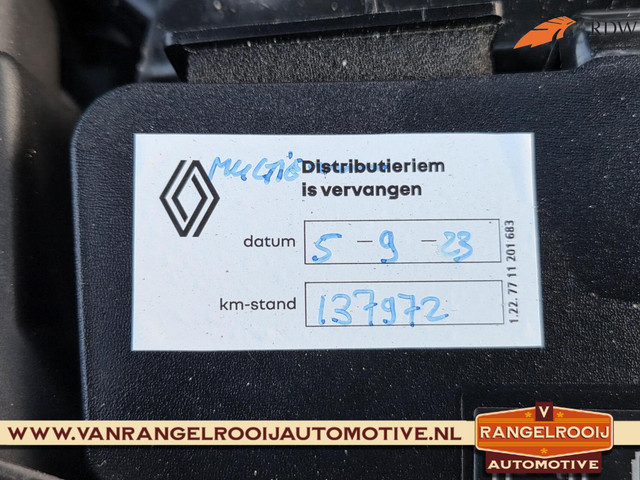 RDW
MULTIE Distributieriem
is vervangen
datum 5-9-23
km-stand 137972
1.22. 77 11 201 683
WWW.VANRANGELROOIJAUTOMOTIVE.NL
V
RANGELROOIJ
AUTOMOTIVE